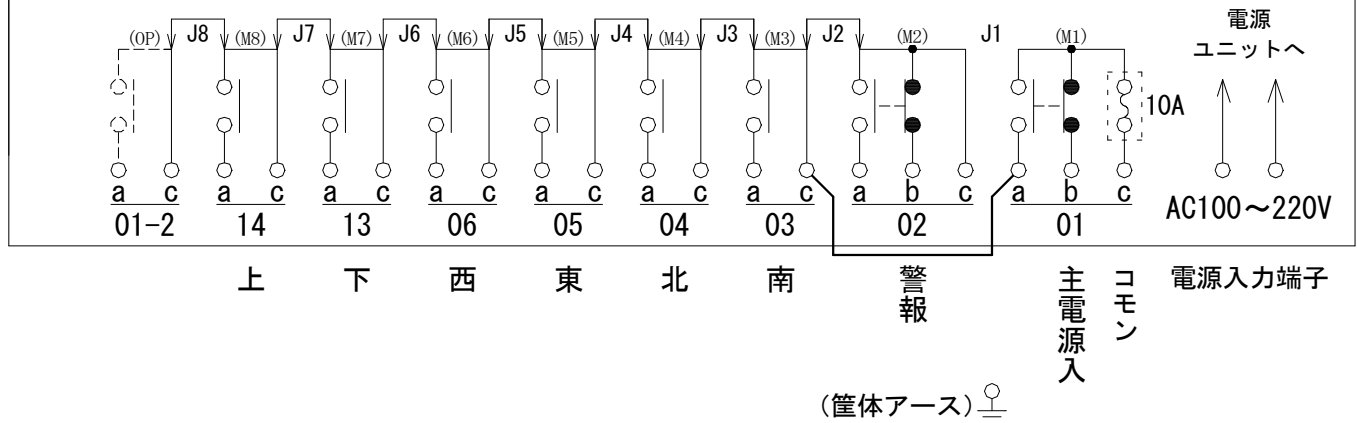 電源
ユニットへ
(OP) J8 (M8) J7 (M7) J6 (M6) J5 (M5) J4 (M4) J3 (M3) J2 (M2) J1 (M1)
10A
a c a c a c a c a c a c a c a b c a b c
AC100～220V
01-2 14 13 06 05 04 03 02 01
上 下 西 東 北 南 警報 主電源入 コモン 電源入力端子
(筐体アース)